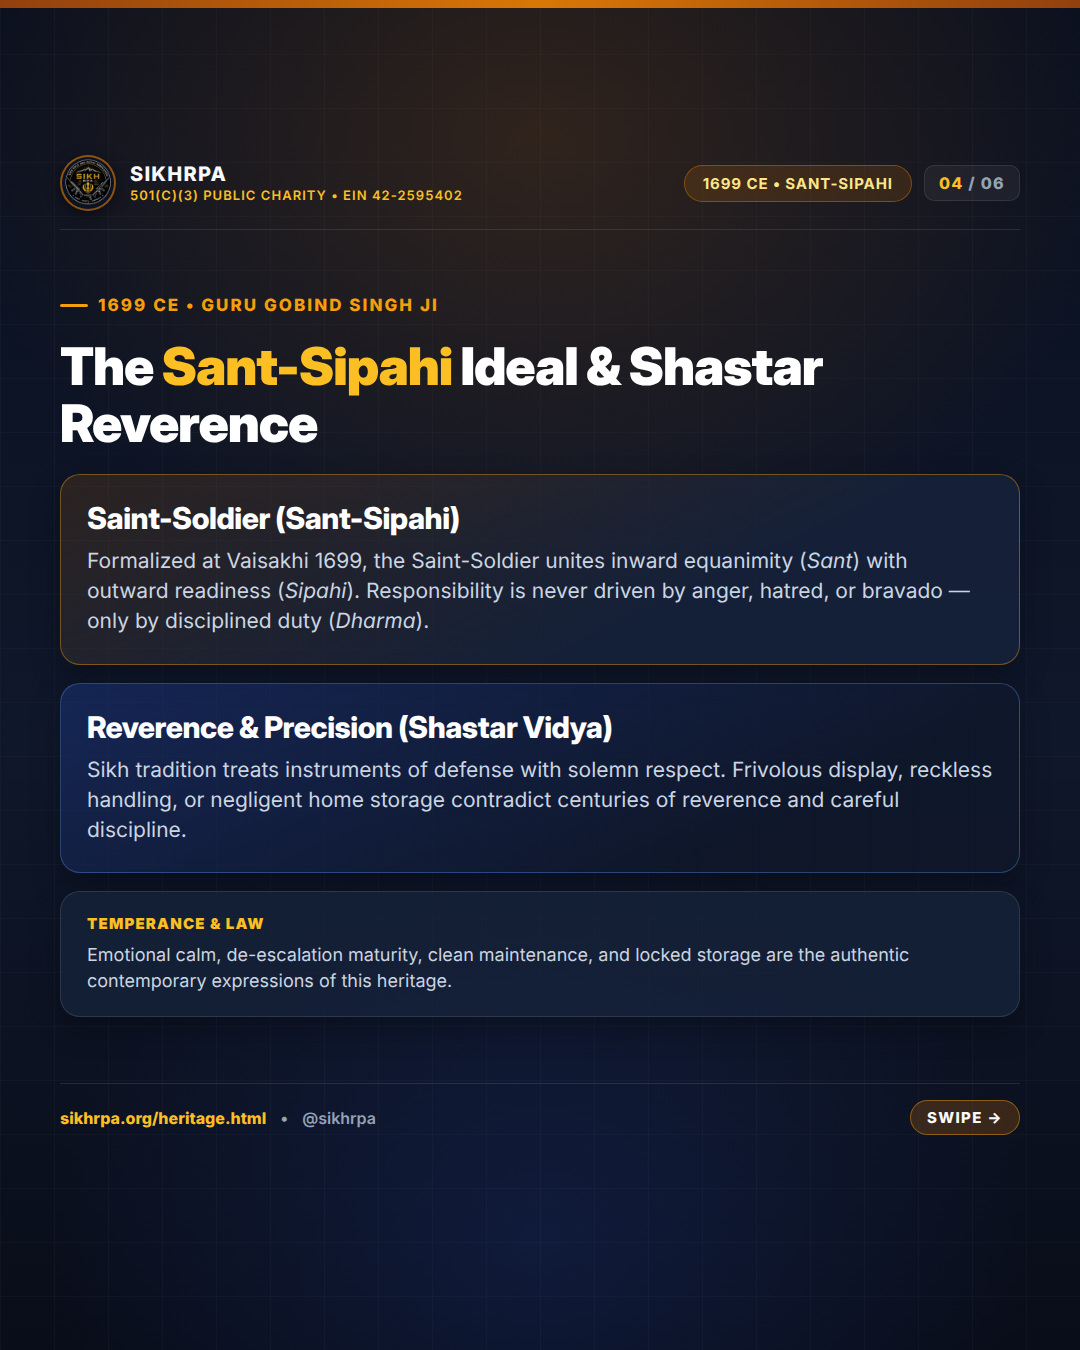 SIKH
SIKHRPA
501(C)(3) PUBLIC CHARITY • EIN 42-2595402
1699 CE • SANT-SIPAHI
04 / 06
1699 CE • GURU GOBIND SINGH JI
The Sant-Sipahi Ideal & Shastar
Reverence
Saint-Soldier (Sant-Sipahi)
Formalized at Vaisakhi 1699, the Saint-Soldier unites inward equanimity (Sant) with
outward readiness (Sipahi). Responsibility is never driven by anger, hatred, or bravado —
only by disciplined duty (Dharma).
Reverence & Precision (Shastar Vidya)
Sikh tradition treats instruments of defense with solemn respect. Frivolous display, reckless
handling, or negligent home storage contradict centuries of reverence and careful
discipline.
TEMPERANCE & LAW
Emotional calm, de-escalation maturity, clean maintenance, and locked storage are the authentic
contemporary expressions of this heritage.
sikhrpa.org/heritage.html • @sikhrpa
SWIPE →